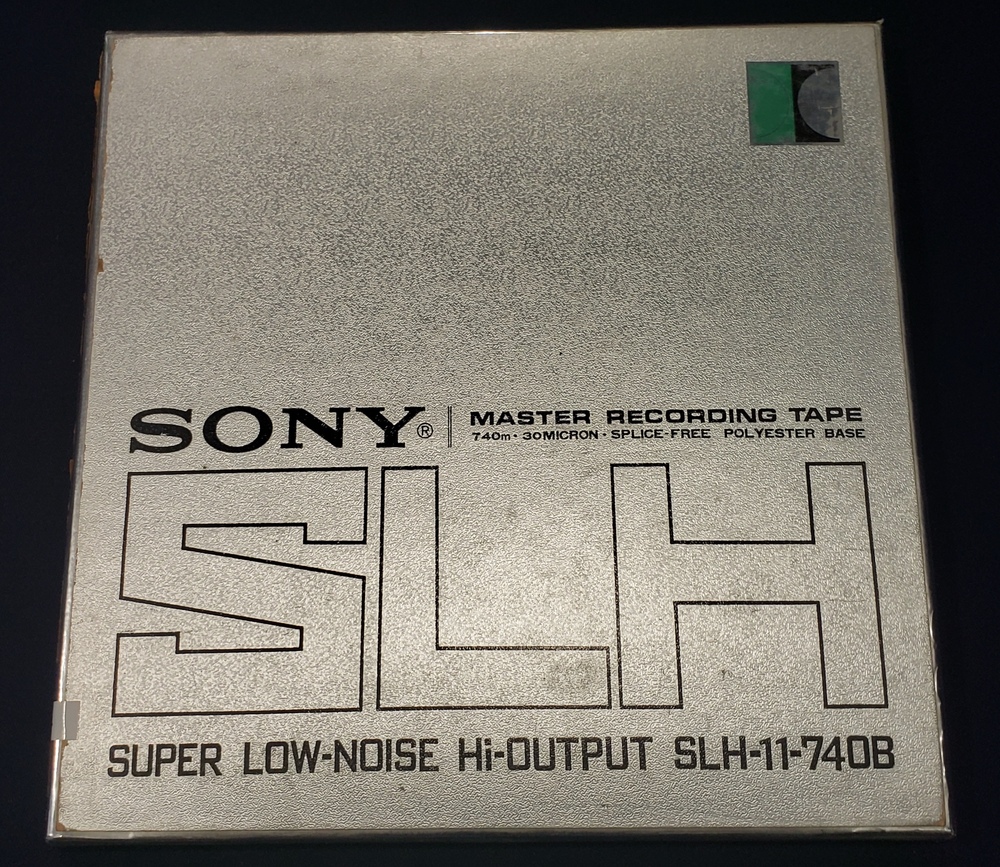 SONY®
MASTER RECORDING TAPE
740m · 30MICRON · SPLICE-FREE POLYESTER BASE
SLH
SUPER LOW-NOISE Hi-OUTPUT SLH-11-740B